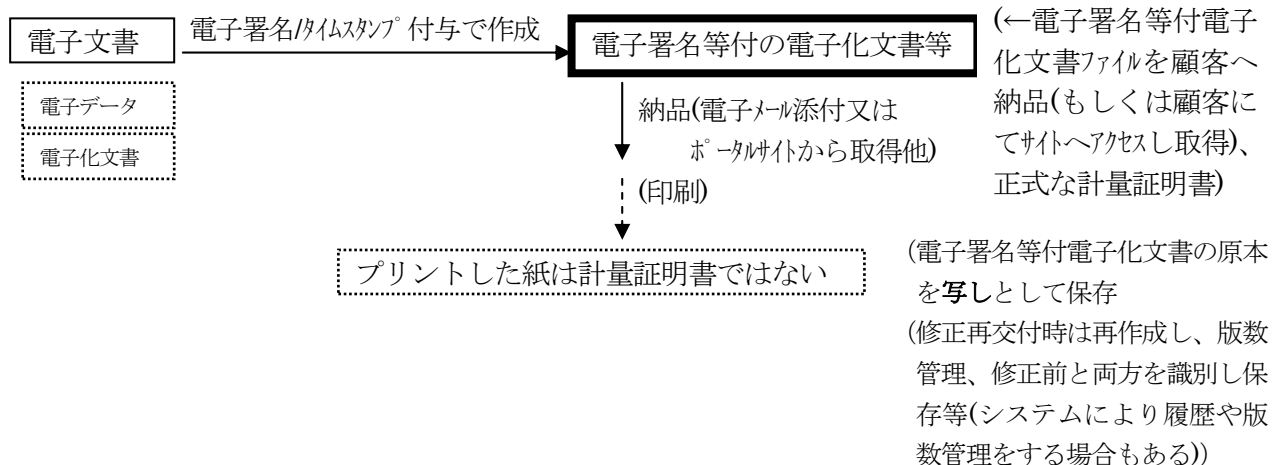 電子文書
電子署名/ﾀｲﾑｽﾀﾝﾌﾟ付与で作成
電子署名等付の電子化文書等
(←電子署名等付電子
化文書ﾌｧｲﾙを顧客へ
納品(もしくは顧客に
てｻｲﾄへｱｸｾｽし取得)、
正式な計量証明書)
電子データ
電子化文書
納品(電子ﾒｰﾙ添付又は
ﾎﾟｰﾀﾙｻｲﾄから取得他)
(印刷)
プリントした紙は計量証明書ではない
(電子署名等付電子化文書の原本
を写しとして保存
(修正再交付時は再作成し、版数
管理、修正前と両方を識別し保
存等(システムにより履歴や版
数管理をする場合もある))